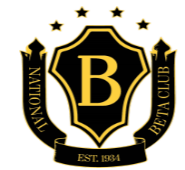 NATIONAL
B
BETA CLUB
EST. 1934